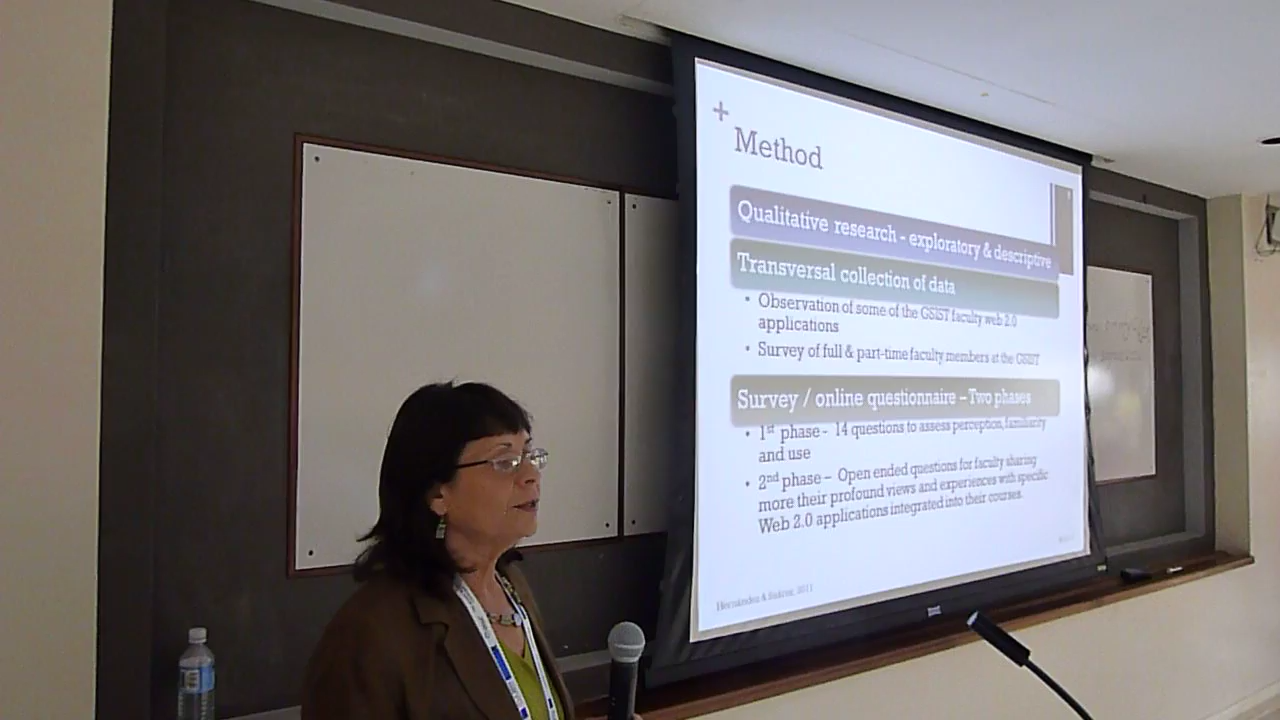 +
Method
Qualitative research - exploratory & descriptive
Transversal collection of data
• Observation of some of the GSIST faculty web 2.0
applications
• Survey of full & part-time faculty members at the GSIST
Survey / online questionnaire – Two phases
• 1st phase - 14 questions to assess perception, familiarity
and use
• 2nd phase – Open ended questions for faculty sharing
more their profound views and experiences with specific
Web 2.0 applications integrated into their courses.
Hernández & 2011